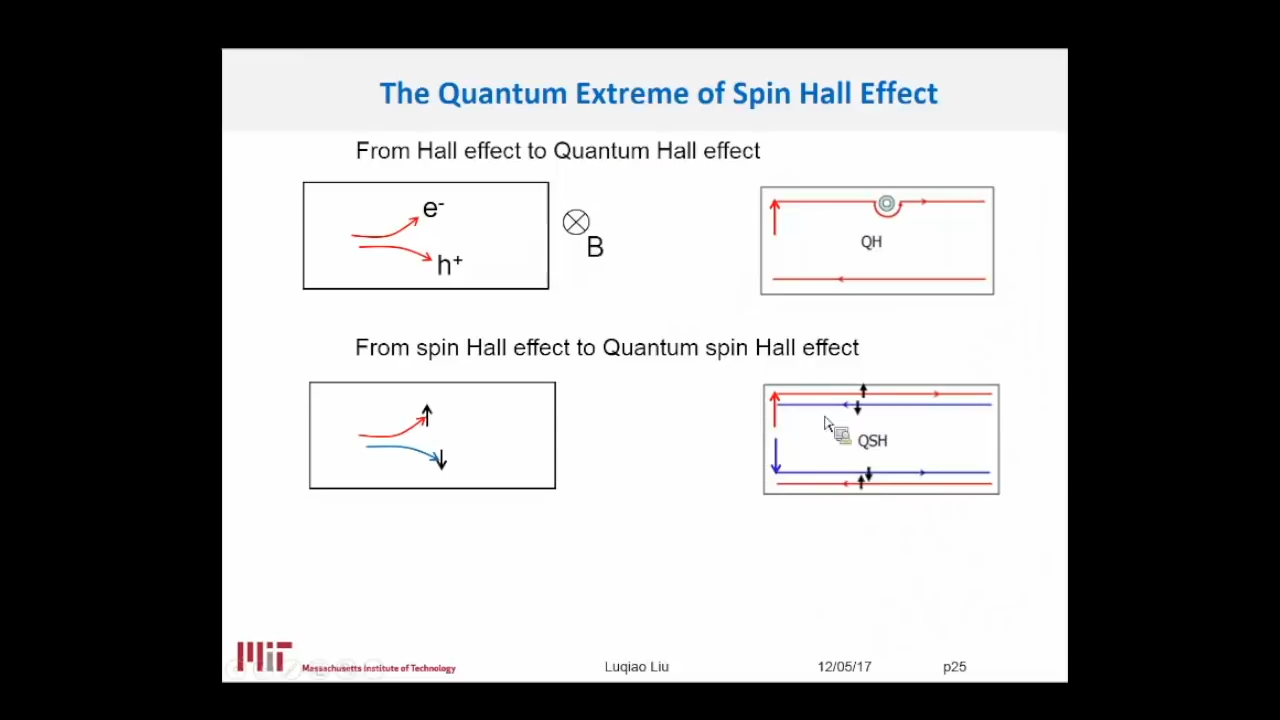 The Quantum Extreme of Spin Hall Effect
From Hall effect to Quantum Hall effect
e-
h+
B
QH
From spin Hall effect to Quantum spin Hall effect
QSH
MIT
Massachusetts Institute of Technology
Luqiao Liu
12/05/17
p25